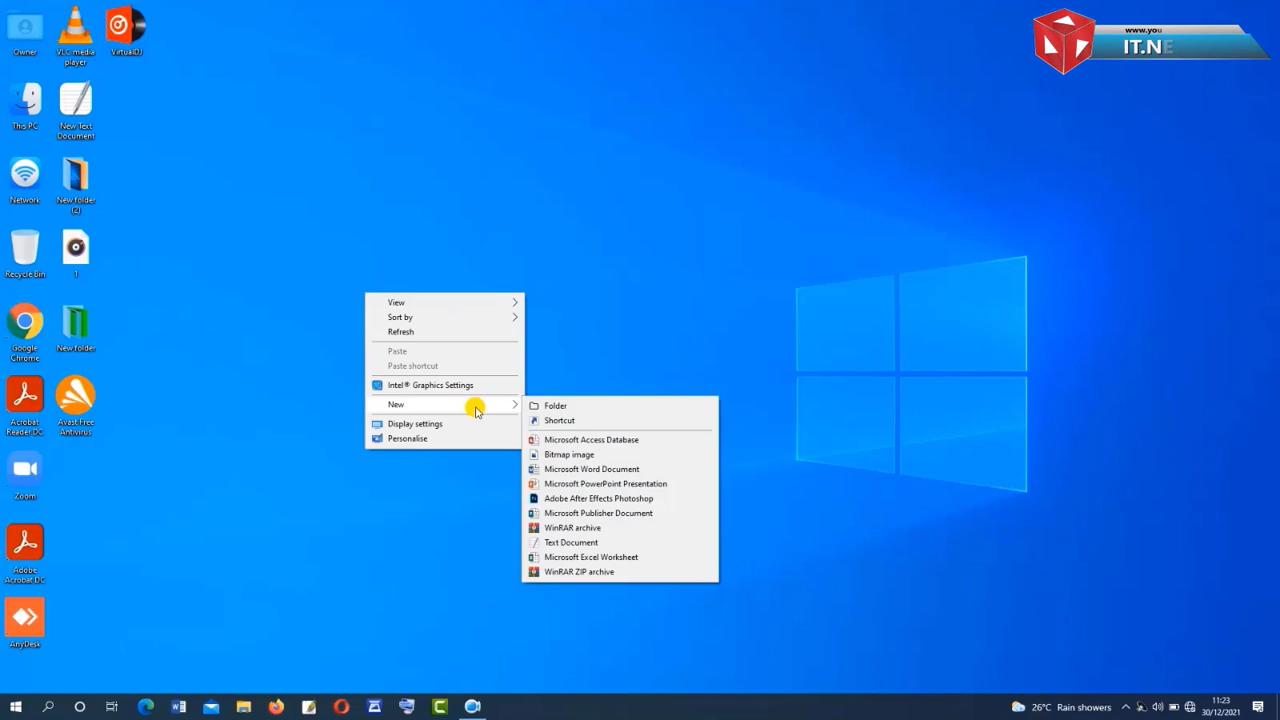 Owner
VLC media
player
VirtualDJ
www.you
IT.NE
This PC
New Text
Document
Network
New folder
(2)
Recycle Bin
1
Google
Chrome
New folder
Acrobat
Reader DC
Avast Free
Antivirus
Zoom
Adobe
Acrobat DC
AnyDesk
View
Sort by
Refresh
Paste
Paste shortcut
Intel® Graphics Settings
New
Display settings
Personalise
Folder
Shortcut
Microsoft Access Database
Bitmap image
Microsoft Word Document
Microsoft PowerPoint Presentation
Adobe After Effects Photoshop
Microsoft Publisher Document
WinRAR archive
Text Document
Microsoft Excel Worksheet
WinRAR ZIP archive
26°C Rain showers
11:23
30/12/2021